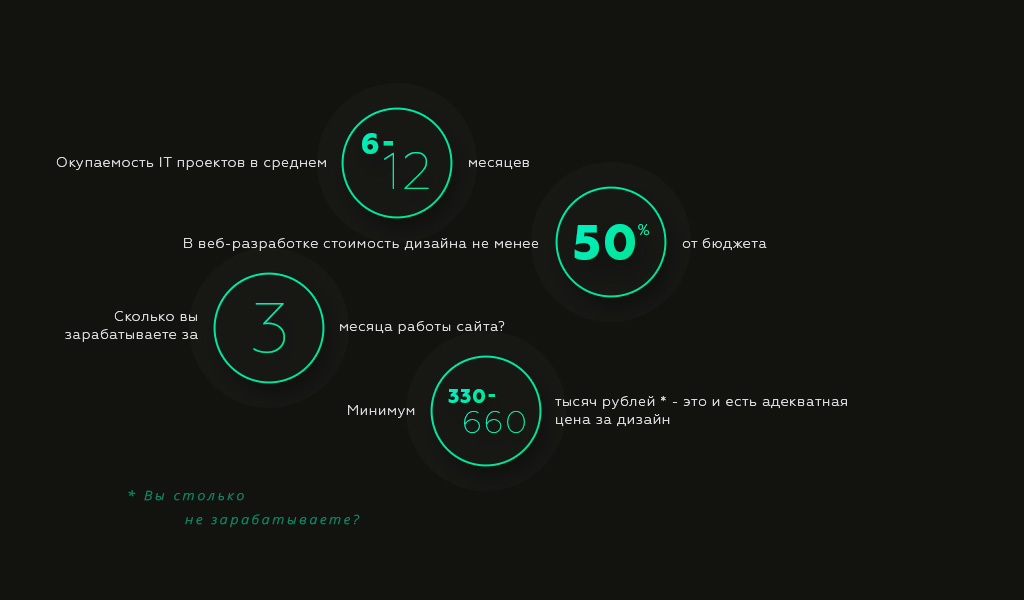 Окупаемость IT проектов в среднем 6-12 месяцев
В веб-разработке стоимость дизайна не менее 50% от бюджета
Сколько вы
зарабатываете за 3 месяца работы сайта?
Минимум 330-660 тысяч рублей * - это и есть адекватная
цена за дизайн
* Вы столько
не зарабатываете?